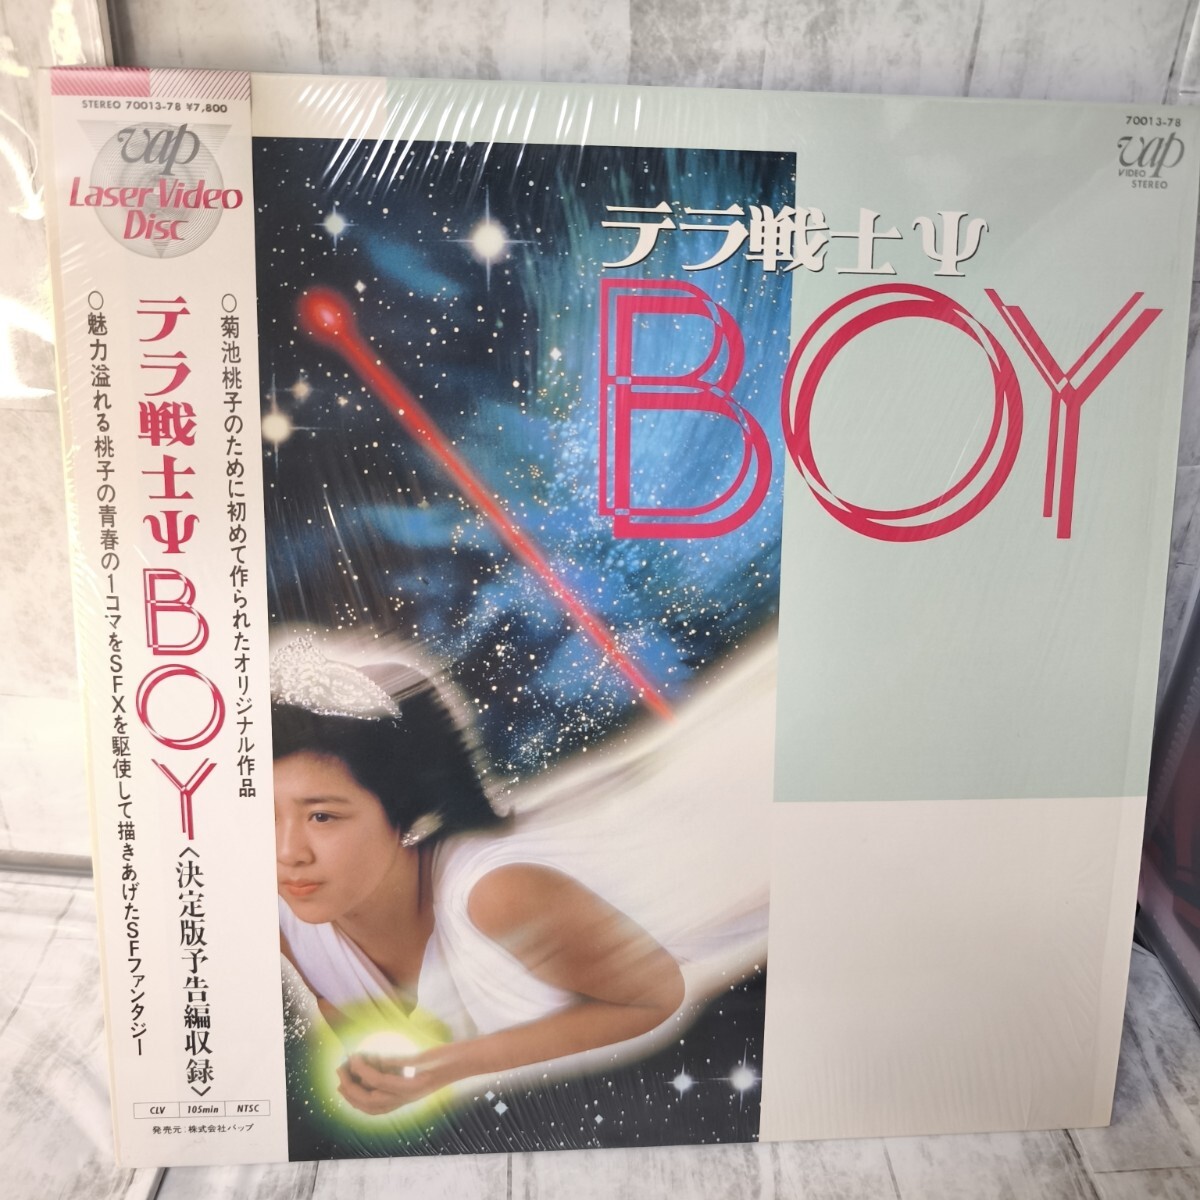 STEREO 70013-78 ¥7,800
vap
Laser Video
Disc
○菊池桃子のために初めて作られたオリジナル作品
テラ戦士ΨBOY〈決定版予告編収録〉
○魅力溢れる桃子の青春の1コマをSFXを駆使して描きあげたSFファンタジー
CLV 105min NTSC
発売元:株式会社バップ
70013-78
vap
VIDEO
STEREO
テラ戦士Ψ
BOY